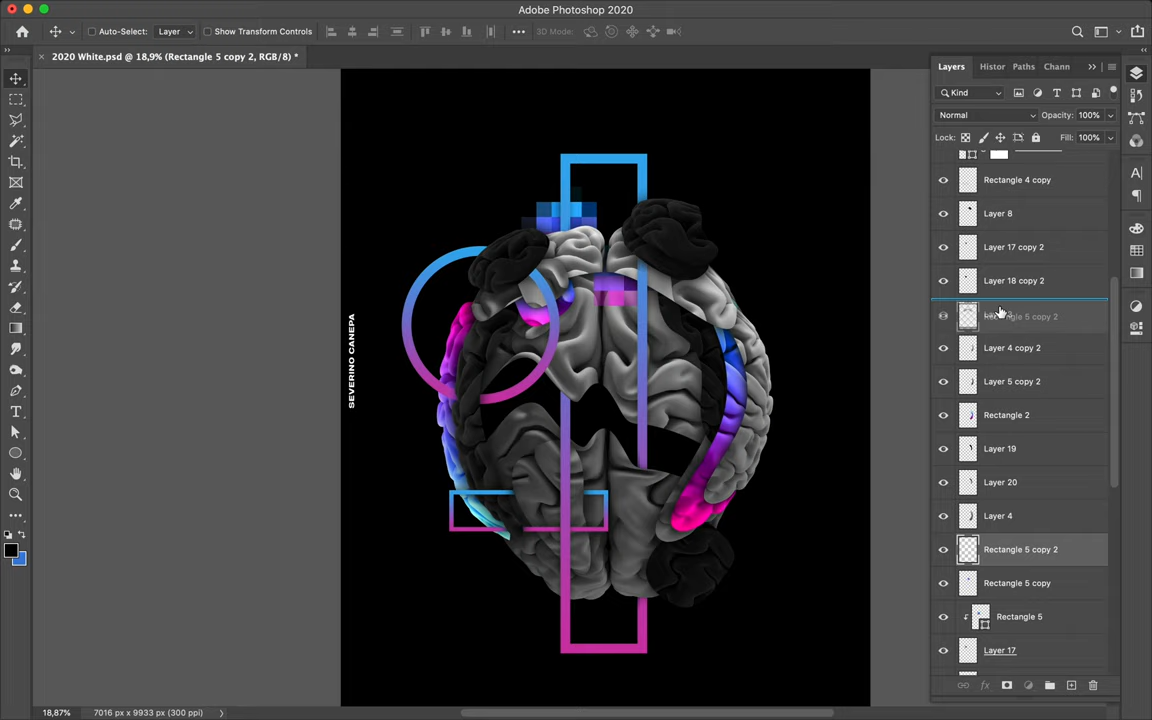 Adobe Photoshop 2020
Auto-Select: Layer Show Transform Controls 3D Mode:
2020 White.psd @ 18,9% (Rectangle 5 copy 2, RGB/8) *
Layers Histor Paths Chann
Kind
Normal Opacity: 100%
Lock: Fill: 100%
Rectangle 4 copy
Layer 8
Layer 17 copy 2
Layer 18 copy 2
Rectangle 5 copy 2
Layer 4 copy 2
Layer 5 copy 2
Rectangle 2
Layer 19
Layer 20
Layer 4
Rectangle 5 copy 2
Rectangle 5 copy
Rectangle 5
Layer 17
SEVERINO CANEPA
18,87% 7016 px x 9933 px (300 ppi)